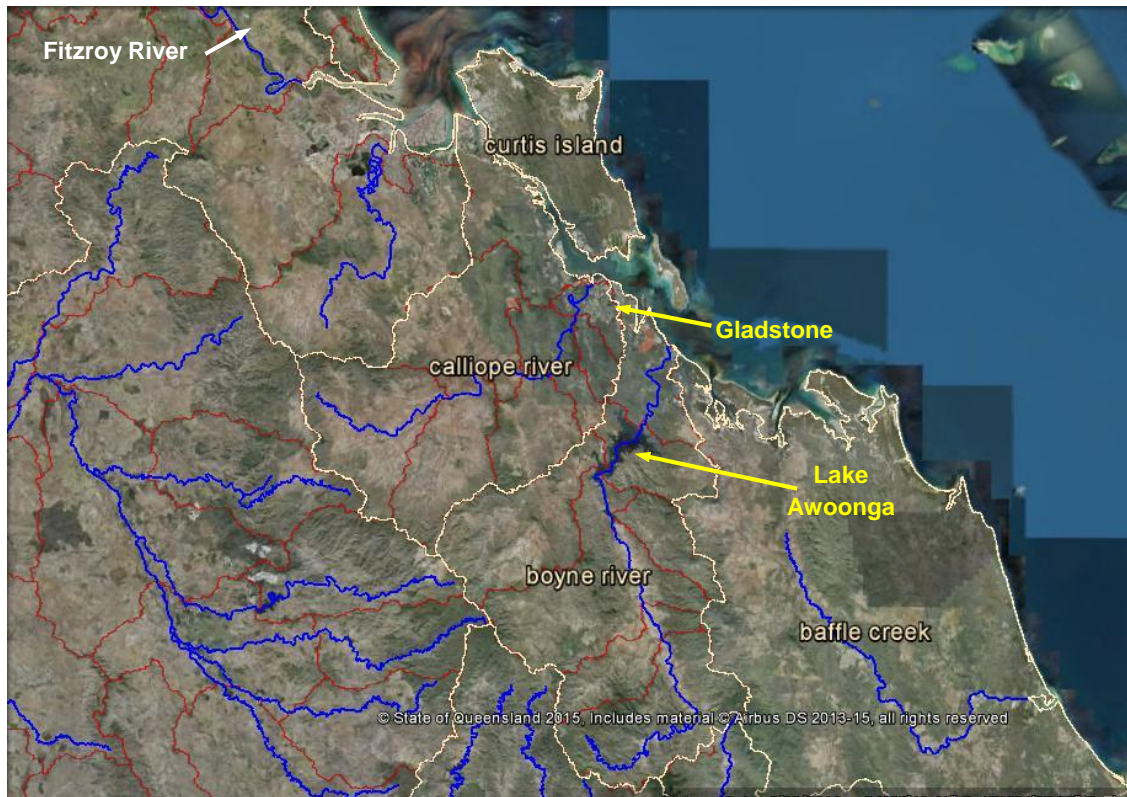 Fitzroy River
curtis island
Gladstone
calliope river
Lake
Awoonga
boyne river
baffle creek
© State of Queensland 2015, Includes material © Airbus DS 2013-15, all rights reserved